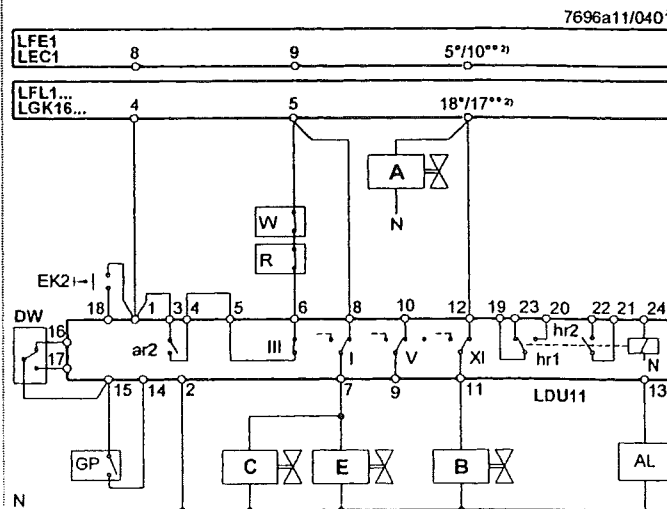 7696a11/0401
LFE1
LEC1
8 9 5°/10°° 2)
LFL1...
LGK16...
4 5 18°/17°° 2)
A
W
N
R
EK2
DW
18 1 3 4 5 6 8 10 12 19 23 20 22 21 24
16
17
ar2 III I V XI hr1 hr2 N
15 14 2 7 9 11 LDU11 13
GP C E B AL
N